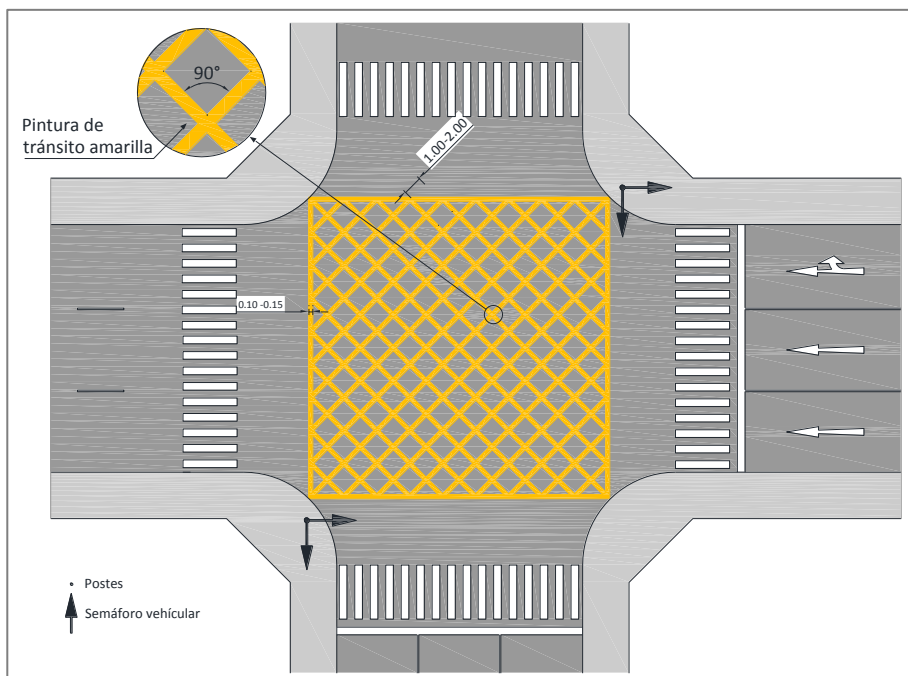 90°
Pintura de
tránsito amarilla
1.00-2.00
0.10 -0.15
Postes
Semáforo vehícular